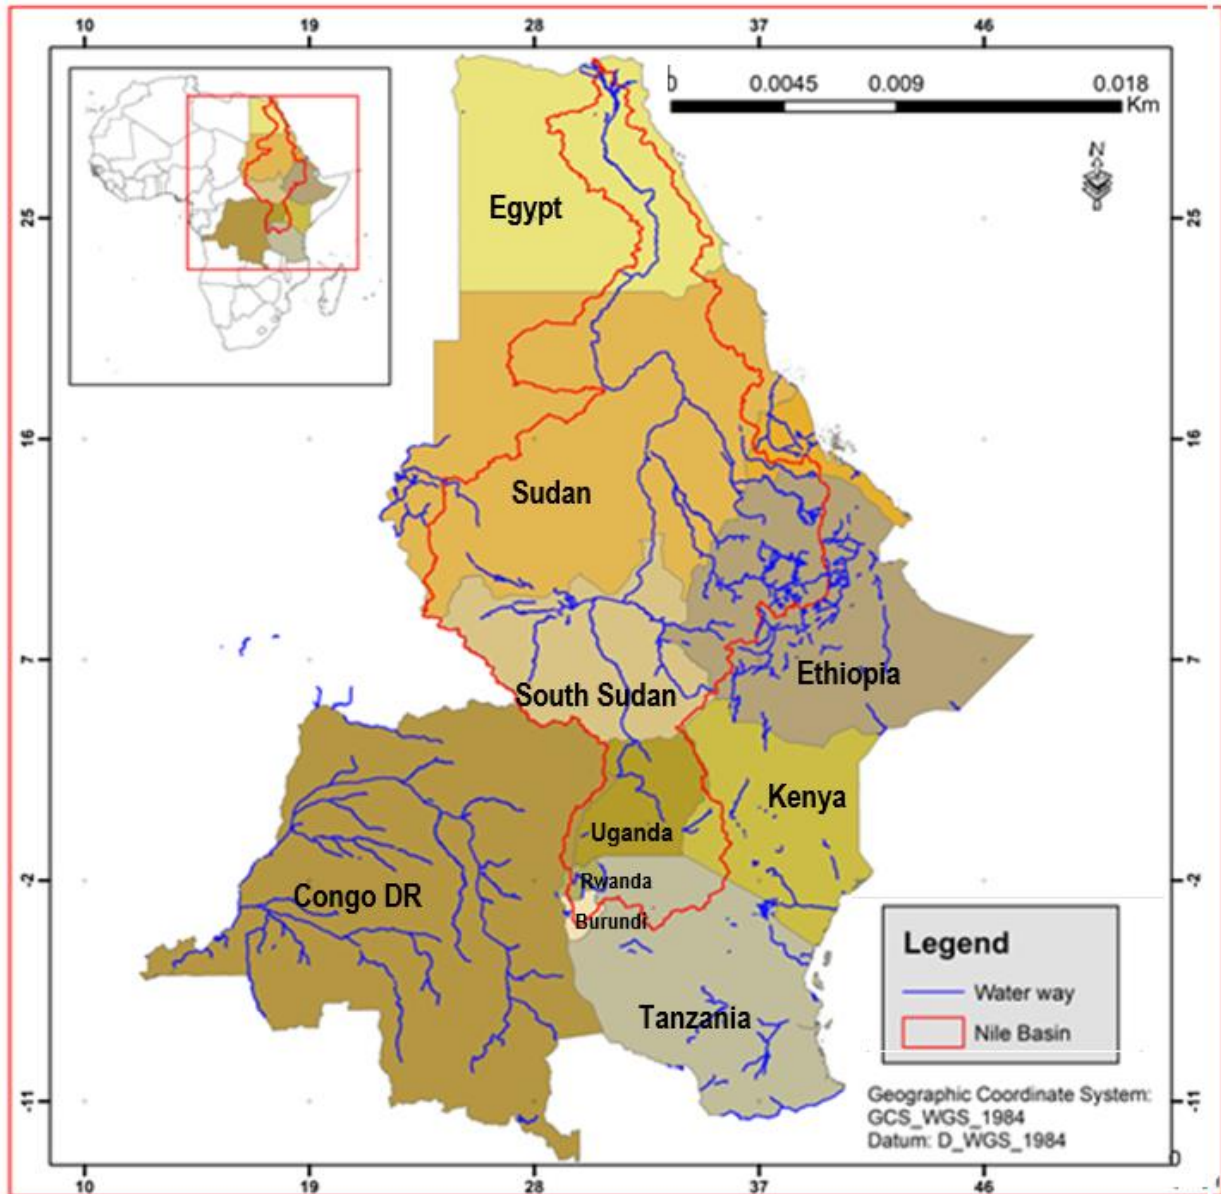 10 19 28 37 46
0 0.0045 0.009 0.018
Km
N
Egypt
25 25
16 16
Sudan
7 7
Ethiopia
South Sudan
Kenya
Uganda
Rwanda
-2 -2
Congo DR
Burundi
Legend
Water way
Nile Basin
Tanzania
Geographic Coordinate System:
GCS_WGS_1984
Datum: D_WGS_1984
-11 -11
0
10 19 28 37 46